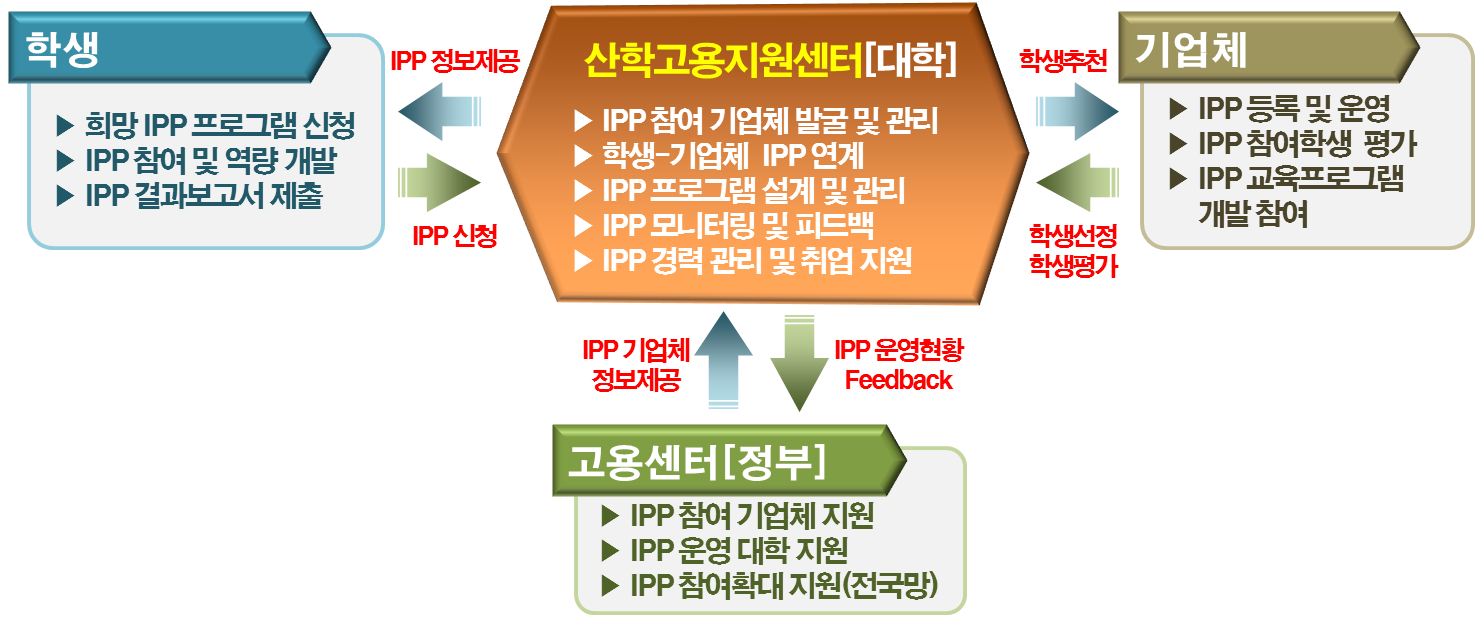 학생
▶ 희망 IPP 프로그램 신청
▶ IPP 참여 및 역량 개발
▶ IPP 결과보고서 제출
IPP 정보제공
IPP 신청
산학고용지원센터[대학]
▶ IPP 참여 기업체 발굴 및 관리
▶ 학생-기업체 IPP 연계
▶ IPP 프로그램 설계 및 관리
▶ IPP 모니터링 및 피드백
▶ IPP 경력 관리 및 취업 지원
학생추천
학생선정
학생평가
기업체
▶ IPP 등록 및 운영
▶ IPP 참여학생 평가
▶ IPP 교육프로그램
개발 참여
IPP 기업체
정보제공
IPP 운영현황
Feedback
고용센터[정부]
▶ IPP 참여 기업체 지원
▶ IPP 운영 대학 지원
▶ IPP 참여확대 지원(전국망)